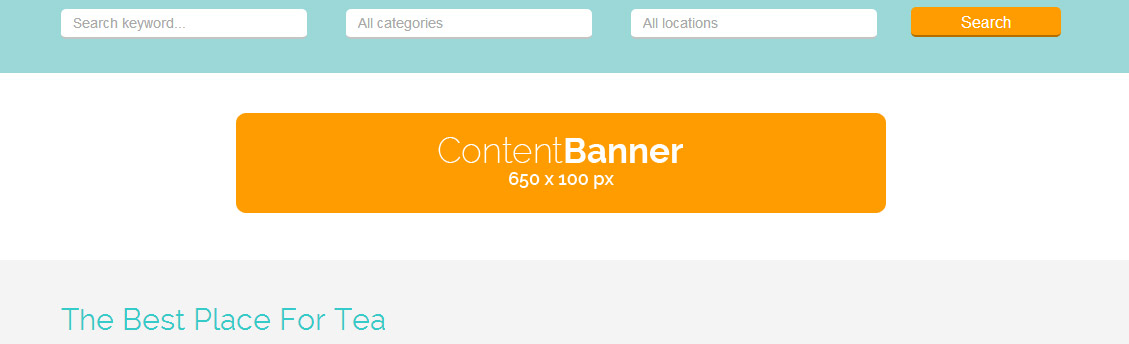 Search keyword...
All categories
All locations
Search
ContentBanner
650 x 100 px
The Best Place For Tea